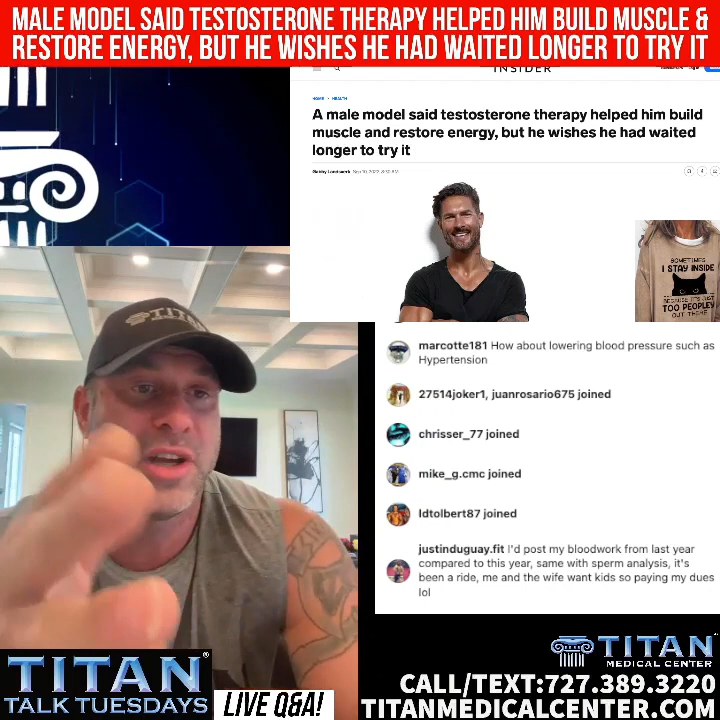 MALE MODEL SAID TESTOSTERONE THERAPY HELPED HIM BUILD MUSCLE &
RESTORE ENERGY, BUT HE WISHES HE HAD WAITED LONGER TO TRY IT
INSIDER
HOME > HEALTH
A male model said testosterone therapy helped him build
muscle and restore energy, but he wishes he had waited
longer to try it
SOMETIMES
I STAY INSIDE
BECAUSE IT'S JUST
TOO PEOPLEY
OUT THERE
TITAN
marcotte181 How about lowering blood pressure such as
Hypertension
27514joker1, juanrosario675 joined
chrisser_77 joined
mike_g.cmc joined
ldtolbert87 joined
justinduguay.fit I'd post my bloodwork from last year
compared to this year, same with sperm analysis, it's
been a ride, me and the wife want kids so paying my dues
lol
TITAN®
TALK TUESDAYS
LIVE Q&A!
TITAN
MEDICAL CENTER
CALL/TEXT:727.389.3220
TITANMEDICALCENTER.COM